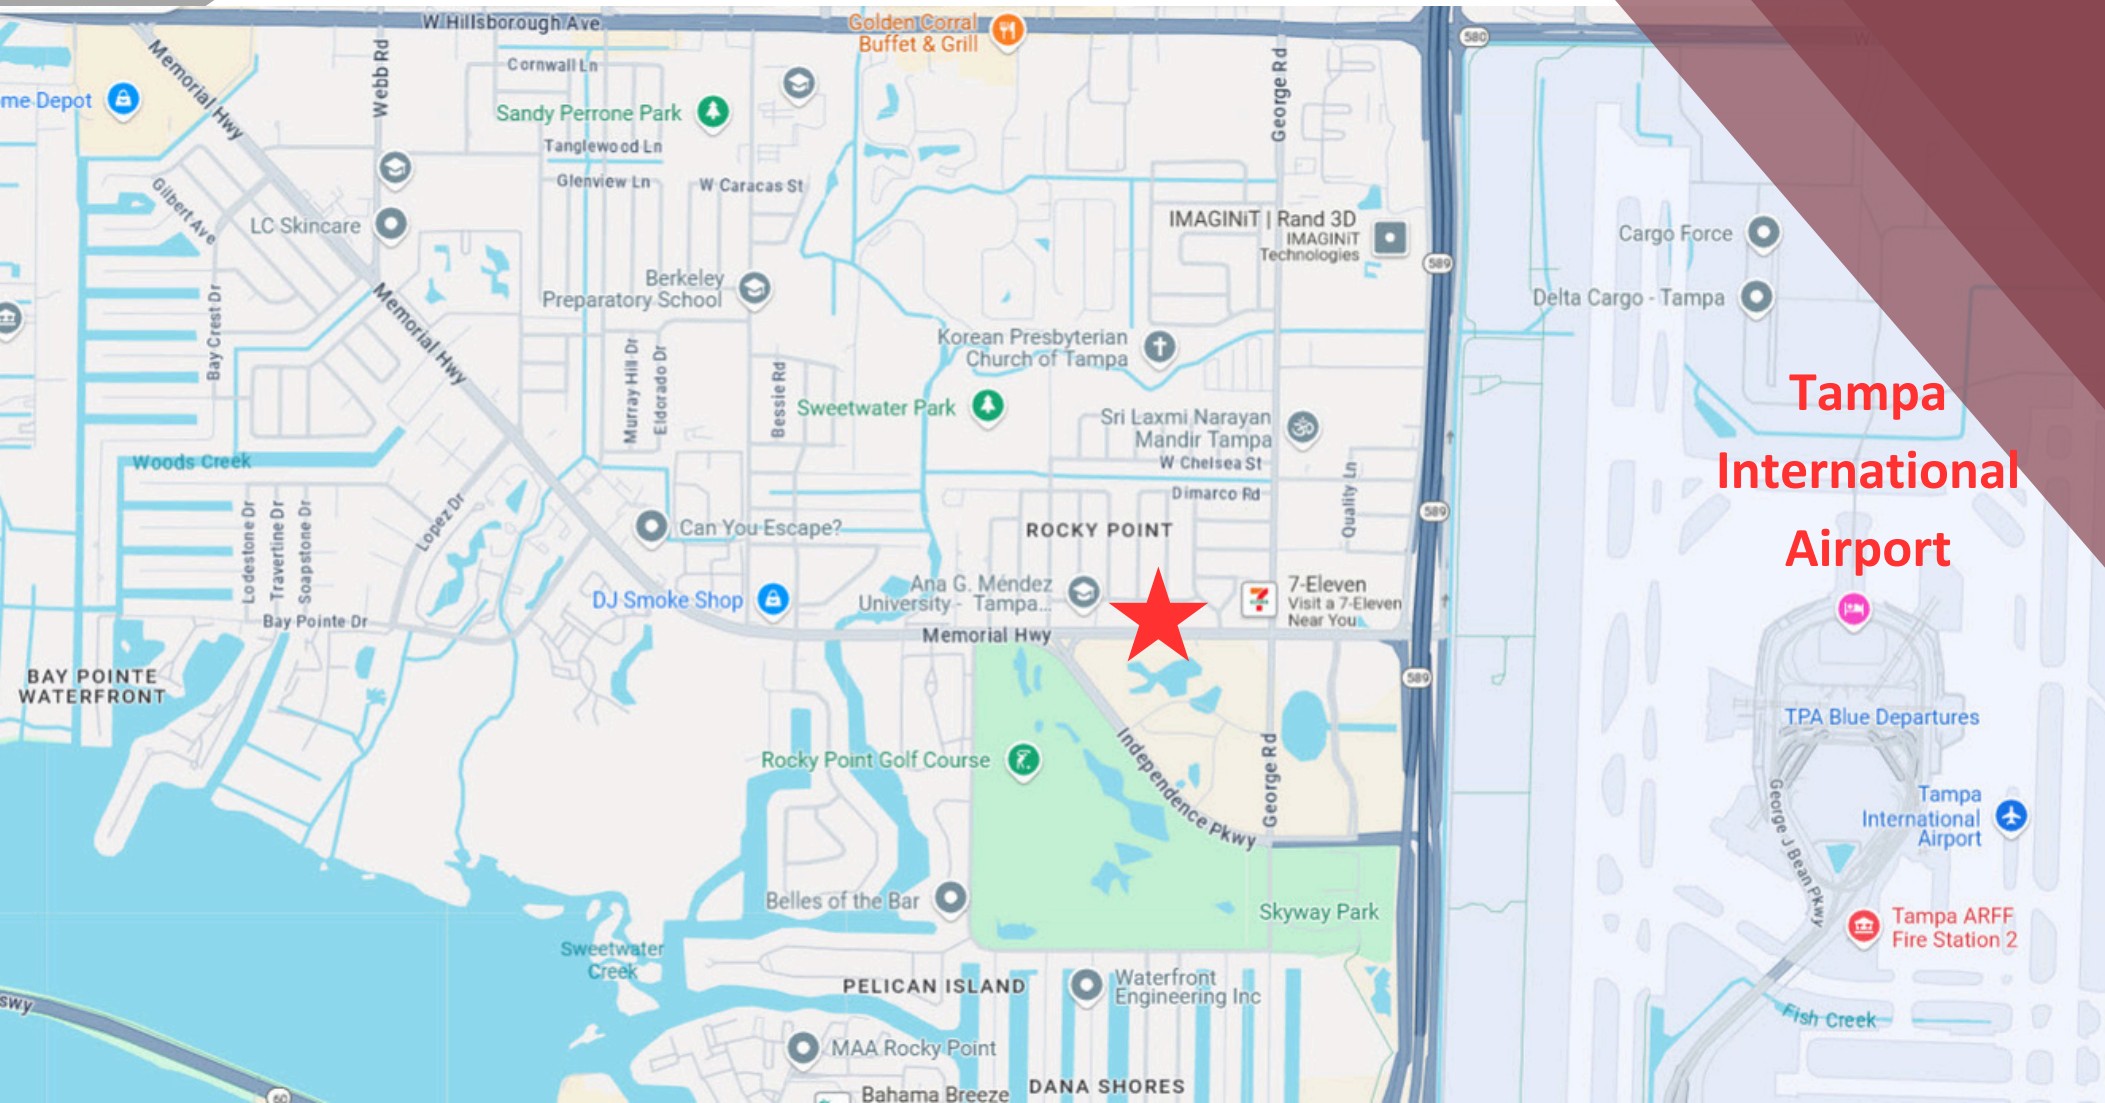 W Hillsborough Ave
Golden Corral
Buffet & Grill
580
Memorial Hwy
Webb Rd
Cornwall Ln
George Rd
me Depot
Sandy Perrone Park
Tanglewood Ln
Glenview Ln
W Caracas St
Gilbert Ave
LC Skincare
IMAGINiT | Rand 3D
IMAGINiT
Technologies
589
Cargo Force
Delta Cargo - Tampa
Berkeley
Preparatory School
Bay Crest Dr
Memorial Hwy
Korean Presbyterian
Church of Tampa
Murray Hill Dr
Eldorado Dr
Bessie Rd
Sweetwater Park
Sri Laxmi Narayan
Mandir Tampa
W Chelsea St
Tampa
International
Airport
Woods Creek
Dimarco Rd
Quality Ln
589
Lopez Dr
Lodestone Dr
Travertine Dr
Soapstone Dr
Can You Escape?
ROCKY POINT
Ana G. Méndez
University - Tampa...
7-Eleven
Visit a 7-Eleven
Near You
DJ Smoke Shop
Bay Pointe Dr
Memorial Hwy
BAY POINTE
WATERFRONT
589
TPA Blue Departures
Rocky Point Golf Course
Independence Pkwy
George Rd
George J Bean Pkwy
Tampa
International
Airport
Belles of the Bar
Skyway Park
Tampa ARFF
Fire Station 2
Sweetwater
Creek
PELICAN ISLAND
Waterfront
Engineering Inc
swy
Fish Creek
MAA Rocky Point
60
Bahama Breeze
DANA SHORES